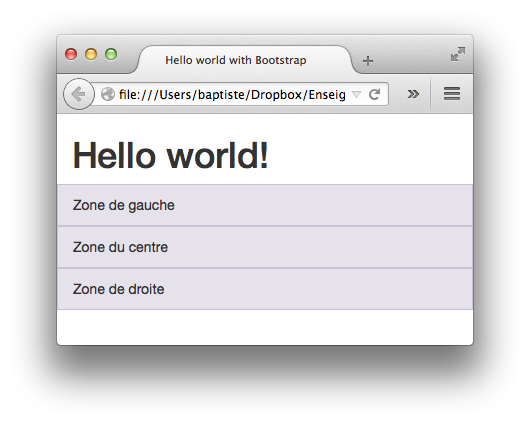 Hello world with Bootstrap
file:///Users/baptiste/Dropbox/Enseig
Hello world!
Zone de gauche
Zone du centre
Zone de droite